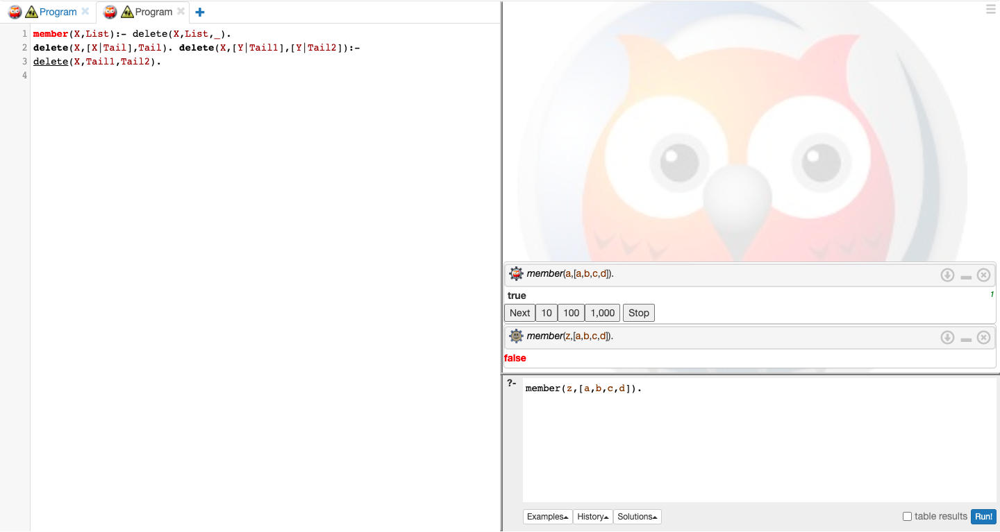 Program Program
1 member(X,List):- delete(X,List,_).
2 delete(X,[X|Tail],Tail). delete(X,[Y|Tail1],[Y|Tail2]):-
3 delete(X,Tail1,Tail2).
4
member(a,[a,b,c,d]).
true 1
Next 10 100 1,000 Stop
member(z,[a,b,c,d]).
false
?- member(z,[a,b,c,d]).
Examples History Solutions table results Run!